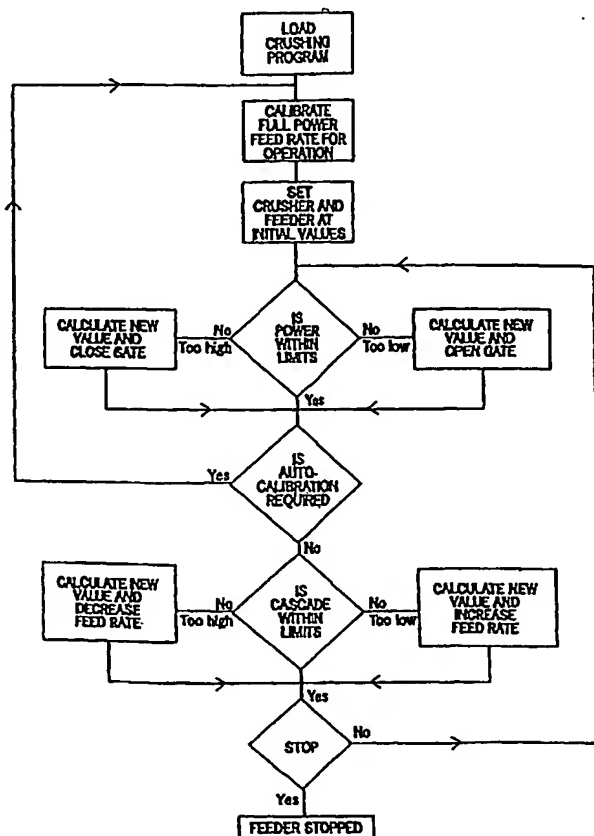 LOAD
CRUSHING
PROGRAM
CALIBRATE
FULL POWER
FEED RATE FOR
OPERATION
SET
CRUSHER AND
FEEDER AT
INITIAL VALUES
CALCULATE NEW
VALUE AND
CLOSE GATE
No
Too high
IS
POWER
WITHIN
LIMITS
No
Too low
CALCULATE NEW
VALUE AND
OPEN GATE
Yes
Yes
IS
AUTO-
CALIBRATION
REQUIRED
No
CALCULATE NEW
VALUE AND
DECREASE
FEED RATE
No
Too high
IS
CASCADE
WITHIN
LIMITS
No
Too low
CALCULATE NEW
VALUE AND
INCREASE
FEED RATE
Yes
STOP
No
Yes
FEEDER STOPPED